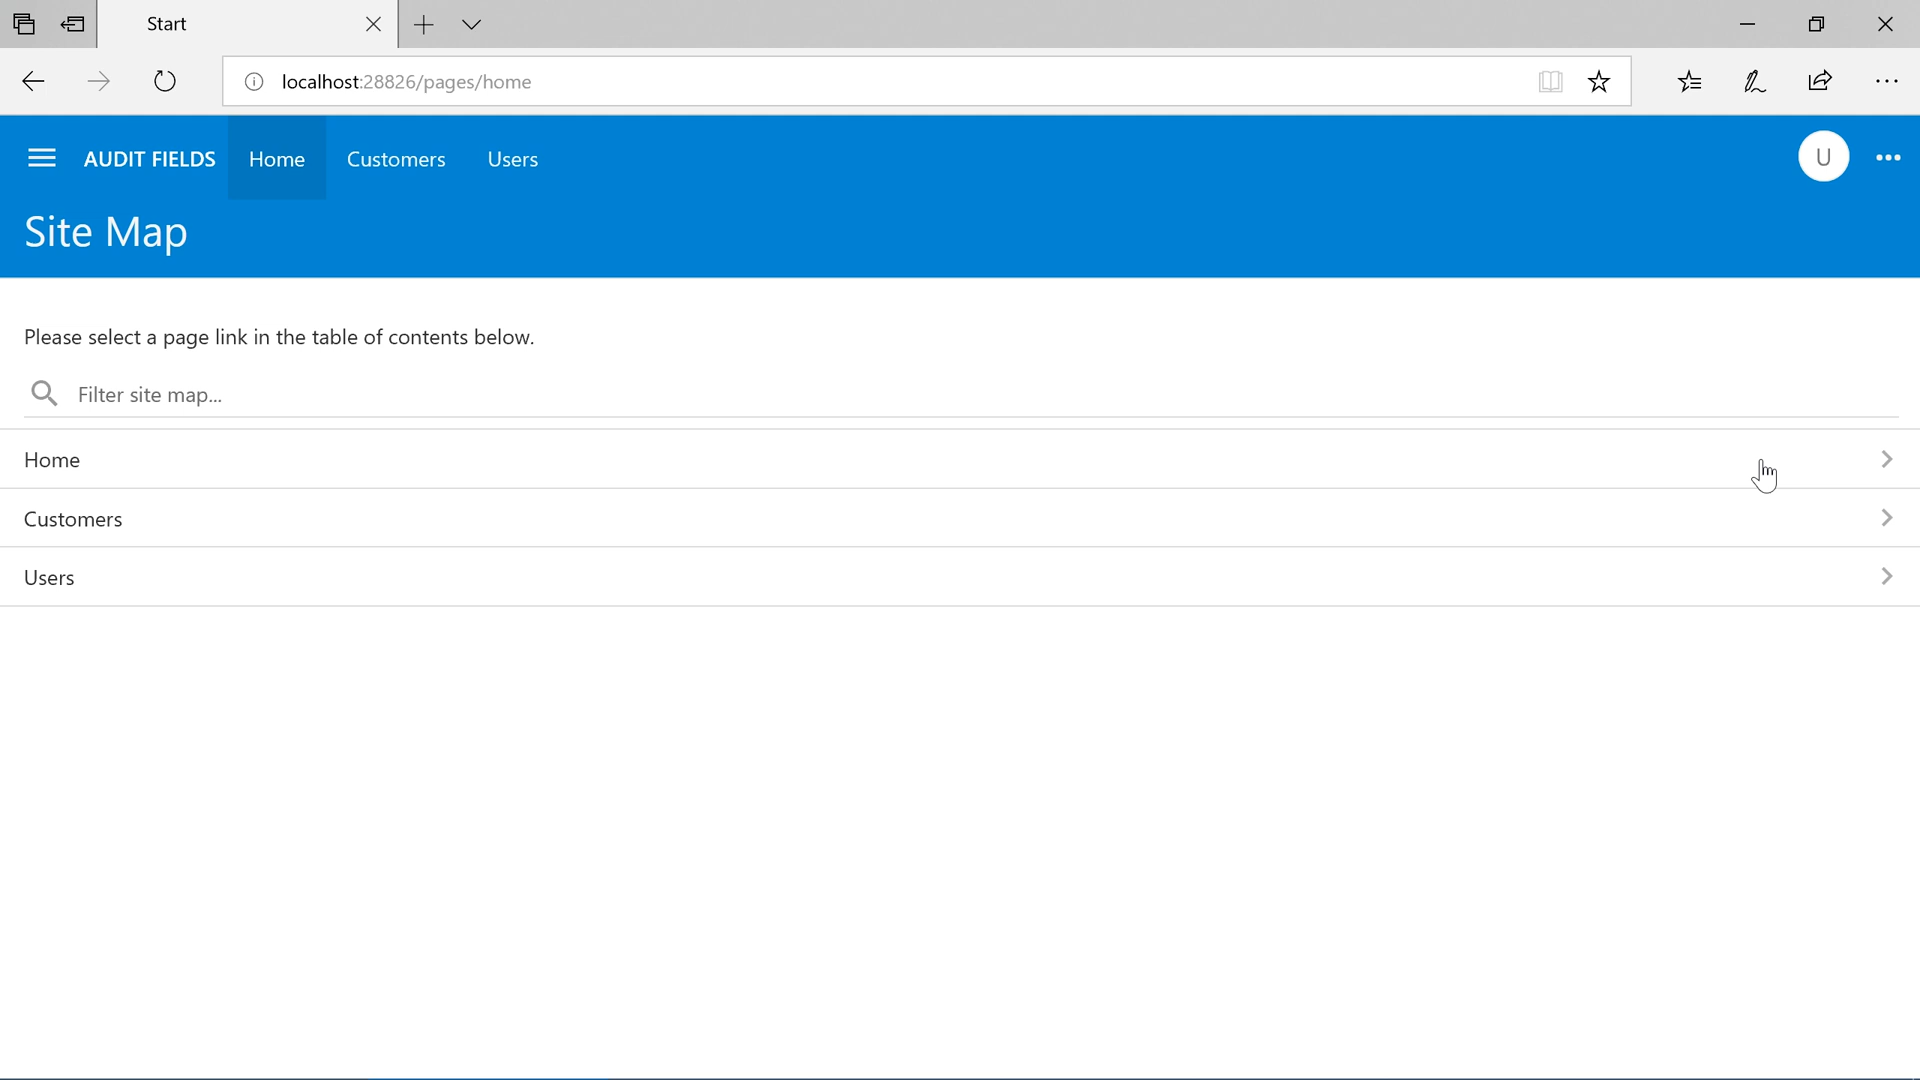 Start
localhost:28826/pages/home
AUDIT FIELDS Home Customers Users U
Site Map
Please select a page link in the table of contents below.
Filter site map...
Home
Customers
Users